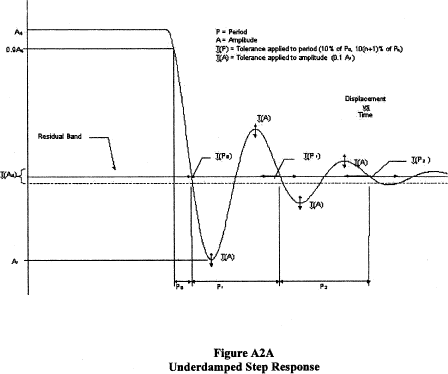 P = Period
A = Amplitude
T(P) = Tolerance applied to period (10% of P₀, 10(n+1)% of Pₙ)
T(A) = Tolerance applied to amplitude (0.1 A₁)
0.9A₀
Displacement
vs
Time
T(A)
Residual Band
T(P₀)
T(P₁)
T(A)
T(P₂)
T(A)
T(A)
A₁
T(A)
P₀
P₁
P₂
Figure A2A
Underdamped Step Response